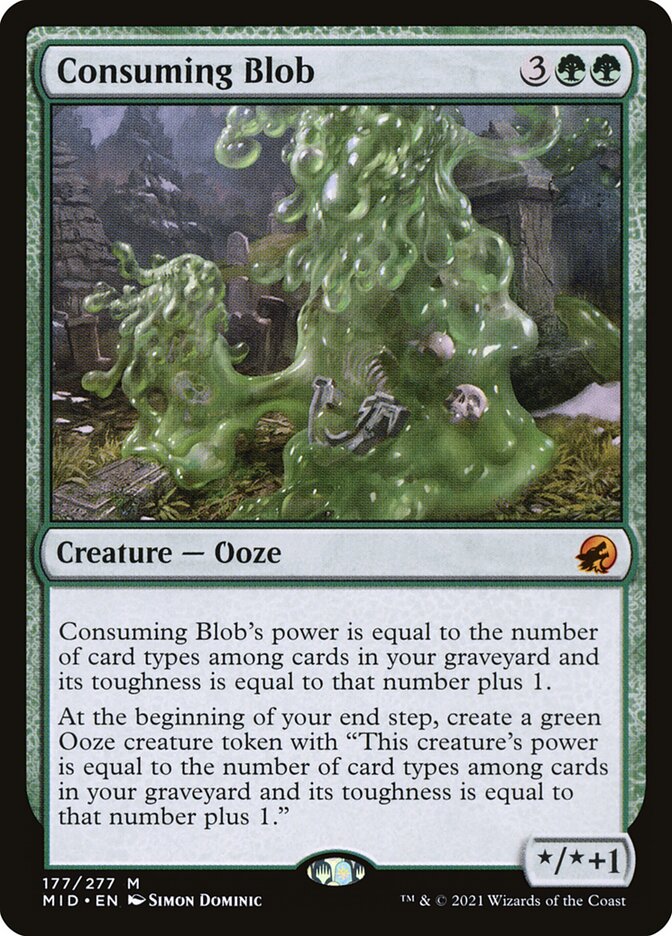 Consuming Blob 3
Creature — Ooze
Consuming Blob's power is equal to the number
of card types among cards in your graveyard and
its toughness is equal to that number plus 1.
At the beginning of your end step, create a green
Ooze creature token with “This creature's power
is equal to the number of card types among cards
in your graveyard and its toughness is equal to
that number plus 1.”
★/★+1
177/277 M
MID • EN Simon Dominic ™ & © 2021 Wizards of the Coast